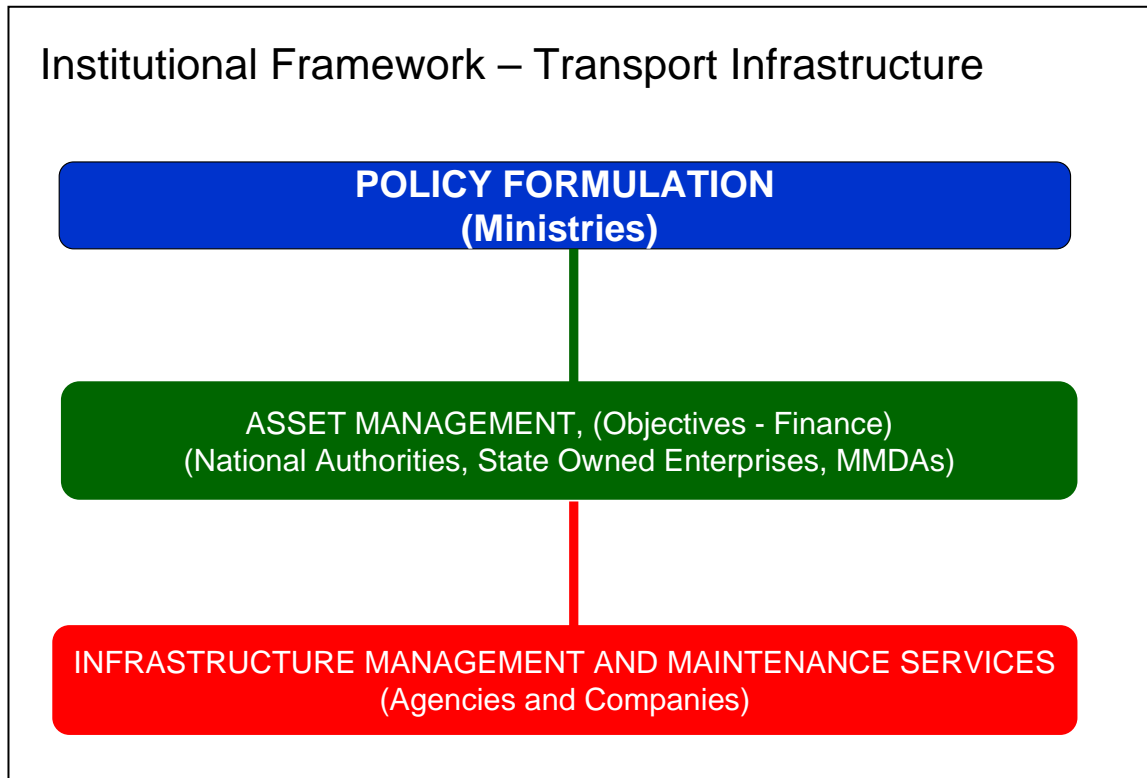 Institutional Framework – Transport Infrastructure
POLICY FORMULATION
(Ministries)
ASSET MANAGEMENT, (Objectives - Finance)
(National Authorities, State Owned Enterprises, MMDAs)
INFRASTRUCTURE MANAGEMENT AND MAINTENANCE SERVICES
(Agencies and Companies)